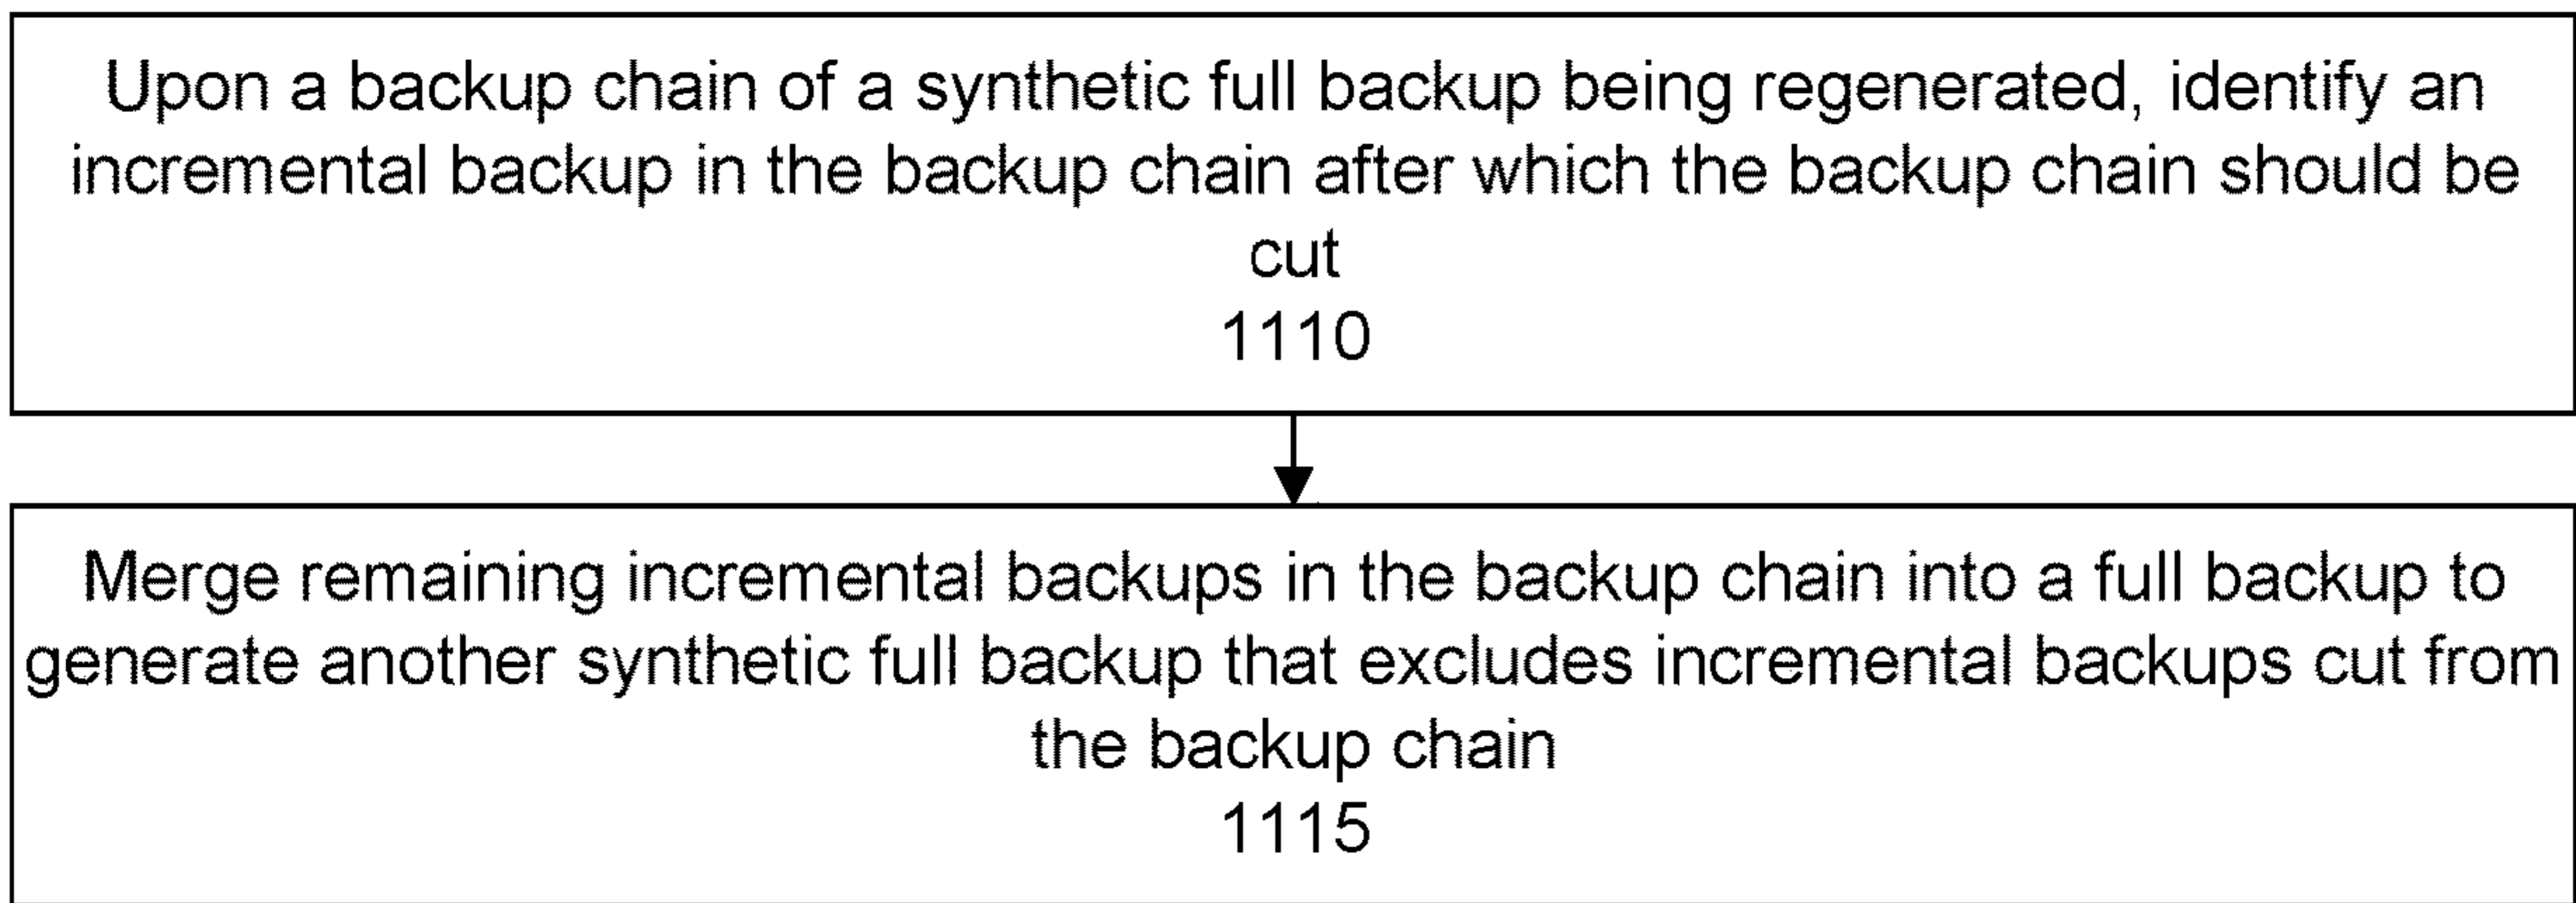 Upon a backup chain of a synthetic full backup being regenerated, identify an
incremental backup in the backup chain after which the backup chain should be
cut
1110
Merge remaining incremental backups in the backup chain into a full backup to
generate another synthetic full backup that excludes incremental backups cut from
the backup chain
1115